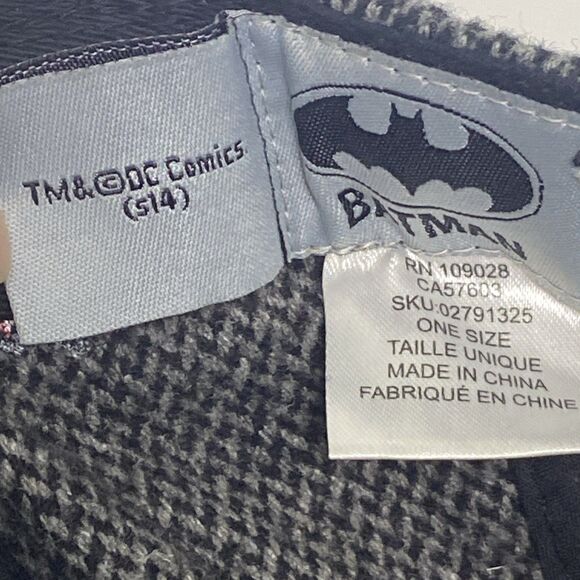 TM&©DC Comics
(s14)
BATMAN
RN 109028
CA57603
SKU:02791325
ONE SIZE
TAILLE UNIQUE
MADE IN CHINA
FABRIQUÉ EN CHINE